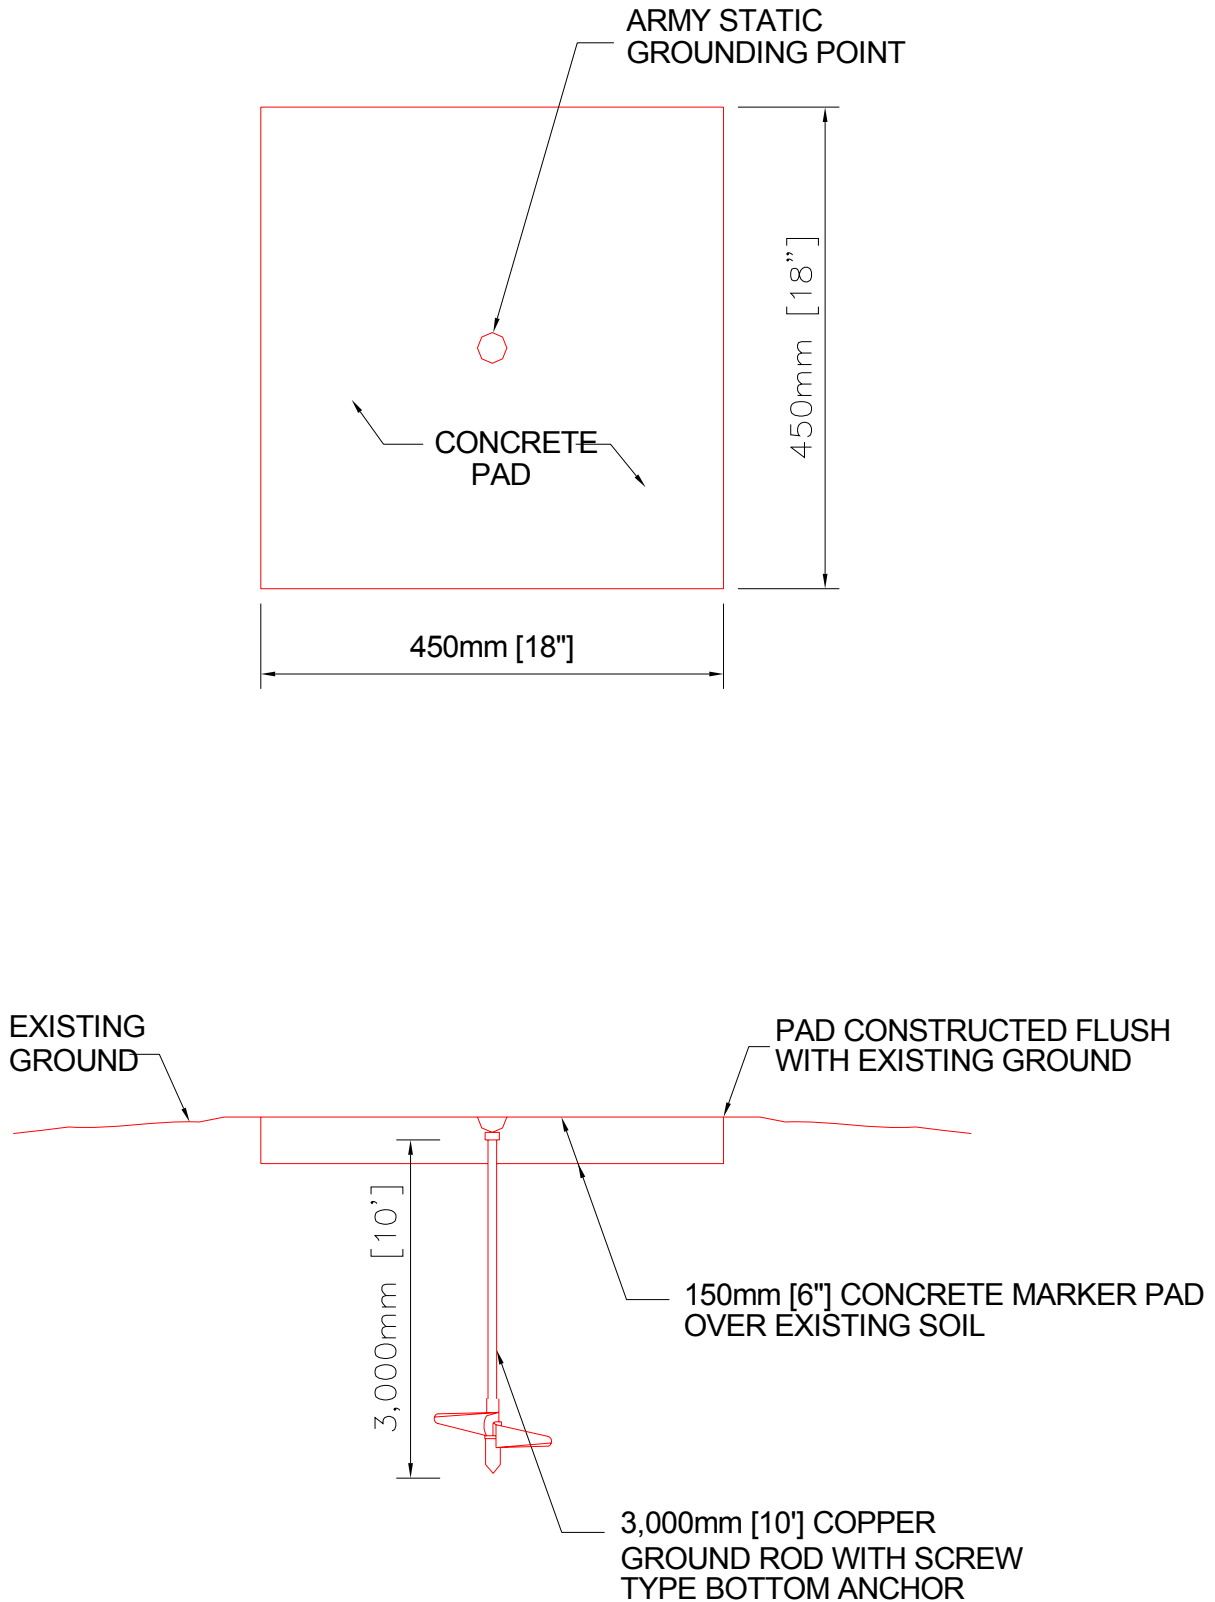 ARMY STATIC
GROUNDING POINT
450mm [18"]
CONCRETE
PAD
450mm [18"]
EXISTING
GROUND
PAD CONSTRUCTED FLUSH
WITH EXISTING GROUND
3,000mm [10']
150mm [6"] CONCRETE MARKER PAD
OVER EXISTING SOIL
3,000mm [10'] COPPER
GROUND ROD WITH SCREW
TYPE BOTTOM ANCHOR